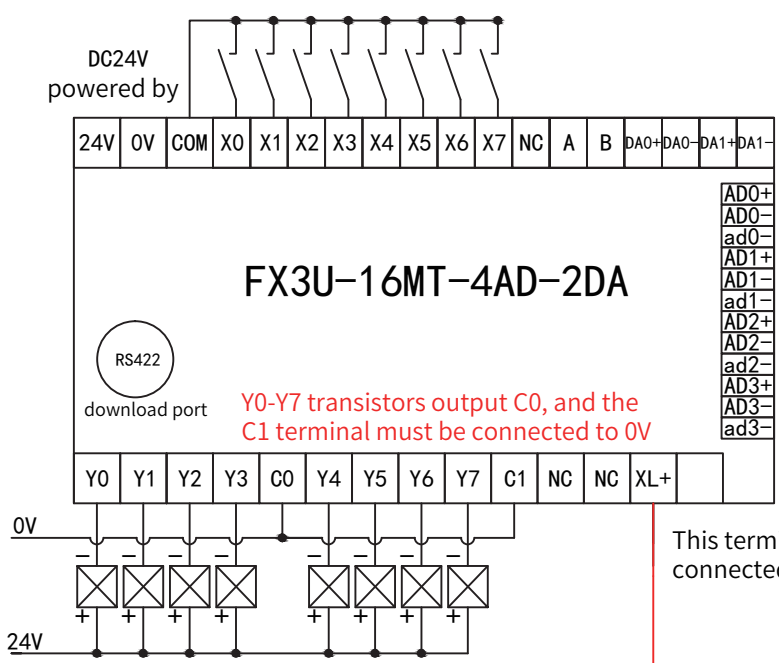 DC24V
powered by
24V 0V COM X0 X1 X2 X3 X4 X5 X6 X7 NC A B DA0+ DA0- DA1+ DA1-
AD0+
AD0-
ad0-
AD1+
AD1-
ad1-
AD2+
AD2-
ad2-
AD3+
AD3-
ad3-
FX3U-16MT-4AD-2DA
RS422
download port
Y0-Y7 transistors output C0, and the
C1 terminal must be connected to 0V
Y0 Y1 Y2 Y3 C0 Y4 Y5 Y6 Y7 C1 NC NC XL+
0V
This term
connected
- - - - - - - -
+ + + + + + + +
24V